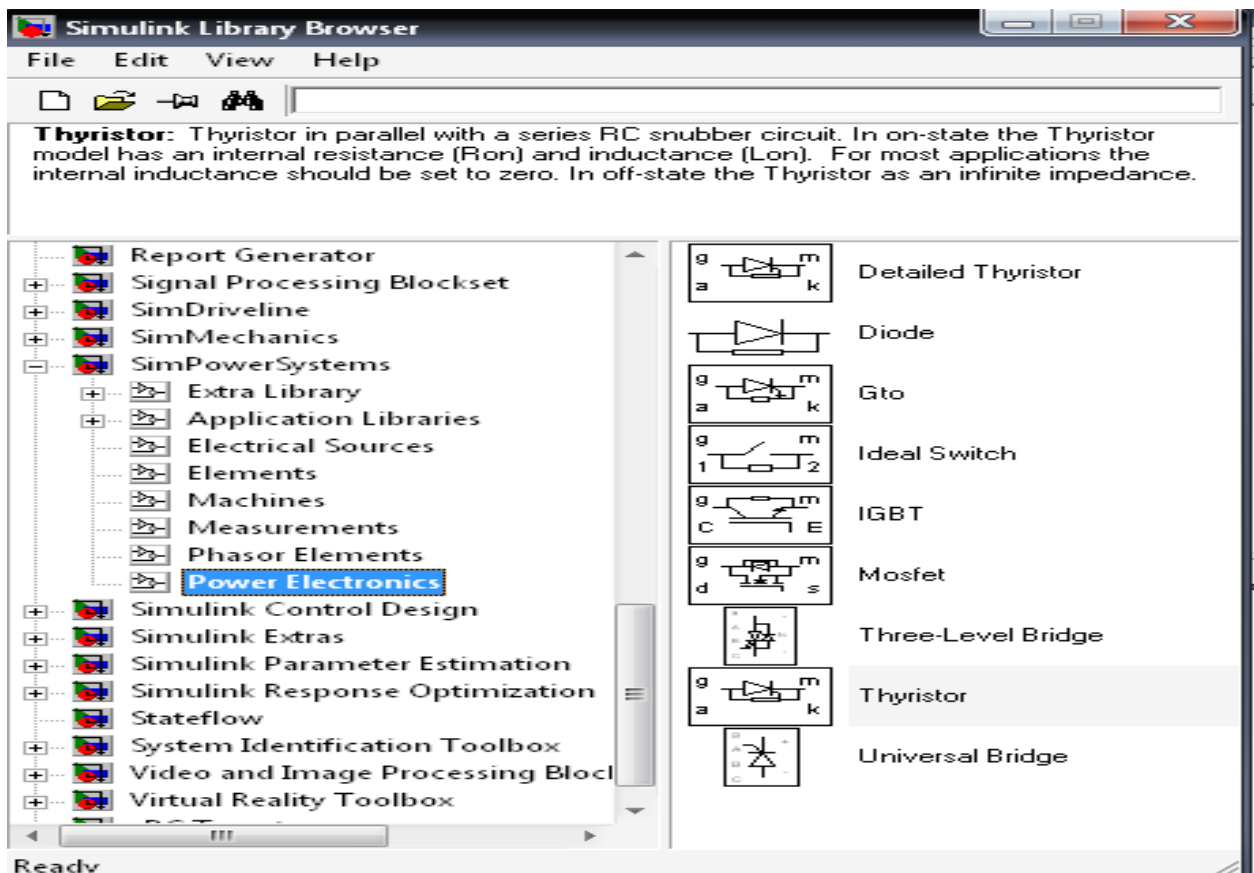 Simulink Library Browser
File Edit View Help
Thyristor: Thyristor in parallel with a series RC snubber circuit. In on-state the Thyristor
model has an internal resistance (Ron) and inductance (Lon). For most applications the
internal inductance should be set to zero. In off-state the Thyristor as an infinite impedance.
Report Generator
Signal Processing Blockset
SimDriveline
SimMechanics
SimPowerSystems
Extra Library
Application Libraries
Electrical Sources
Elements
Machines
Measurements
Phasor Elements
Power Electronics
Simulink Control Design
Simulink Extras
Simulink Parameter Estimation
Simulink Response Optimization
Stateflow
System Identification Toolbox
Video and Image Processing Blocl
Virtual Reality Toolbox
g m
a k
Detailed Thyristor
Diode
g m
a k
Gto
g m
1 2
Ideal Switch
g m
C E
IGBT
g m
d s
Mosfet
Three-Level Bridge
g m
a k
Thyristor
Universal Bridge
Ready